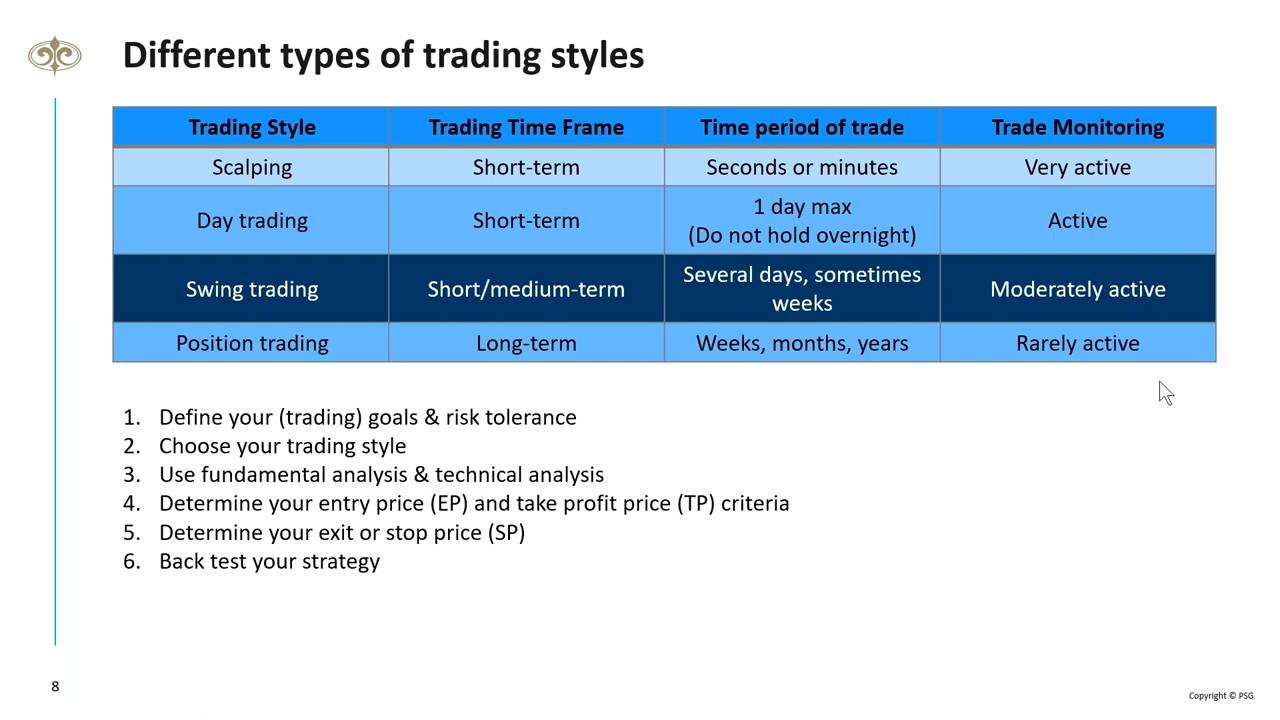 Different types of trading styles
Trading Style Trading Time Frame Time period of trade Trade Monitoring
Scalping Short-term Seconds or minutes Very active
Day trading Short-term 1 day max (Do not hold overnight) Active
Swing trading Short/medium-term Several days, sometimes weeks Moderately active
Position trading Long-term Weeks, months, years Rarely active
1. Define your (trading) goals & risk tolerance
2. Choose your trading style
3. Use fundamental analysis & technical analysis
4. Determine your entry price (EP) and take profit price (TP) criteria
5. Determine your exit or stop price (SP)
6. Back test your strategy
8
Copyright © PSG